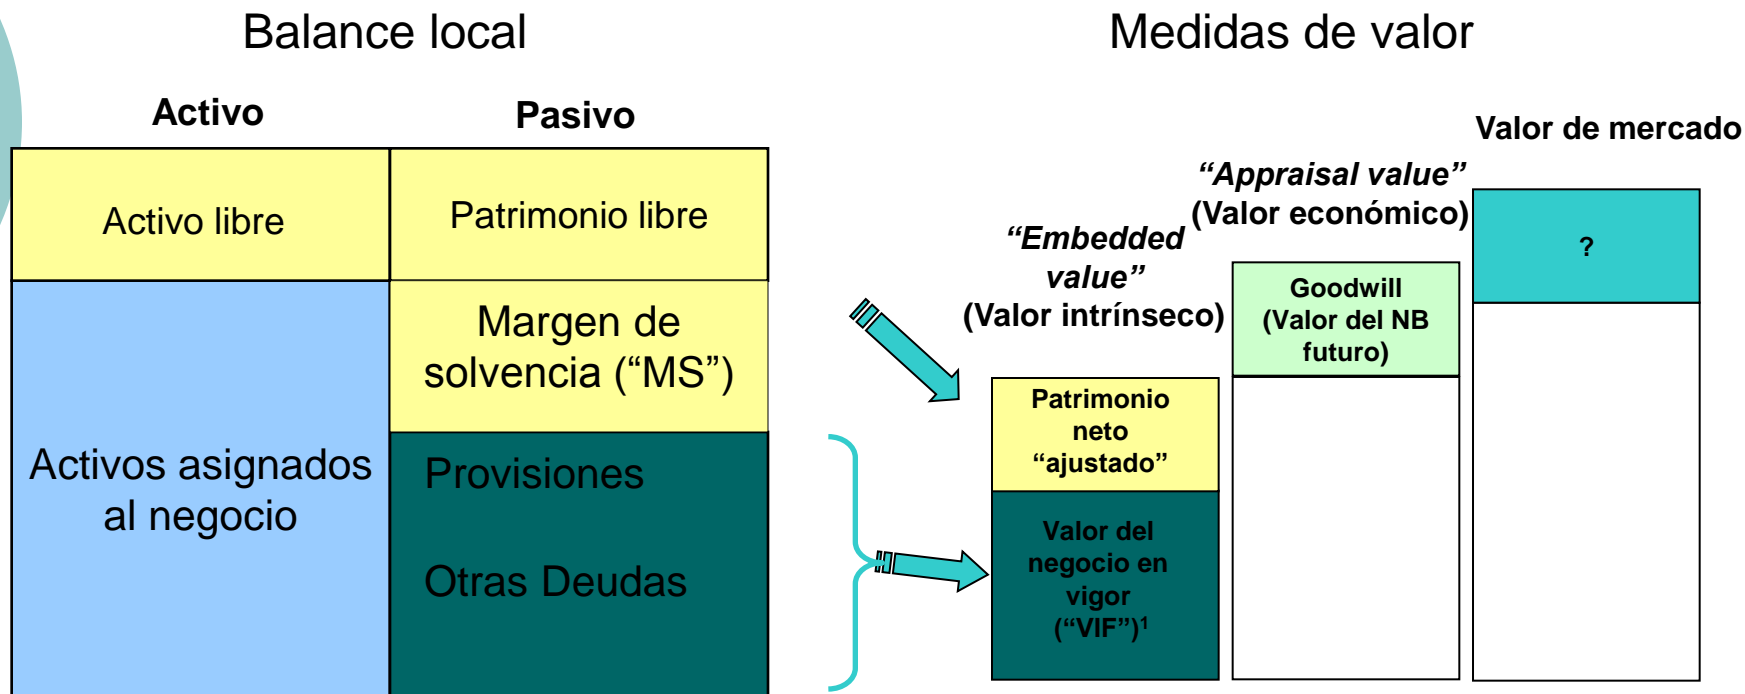 Balance local
Medidas de valor
Activo
Pasivo
Activo libre
Patrimonio libre
Margen de
solvencia (“MS”)
Activos asignados
al negocio
Provisiones
Otras Deudas
“Embedded
value”
(Valor intrínseco)
Patrimonio
neto
“ajustado”
Valor del
negocio en
vigor
(“VIF”)¹
“Appraisal value”
(Valor económico)
Goodwill
(Valor del NB
futuro)
Valor de mercado
?